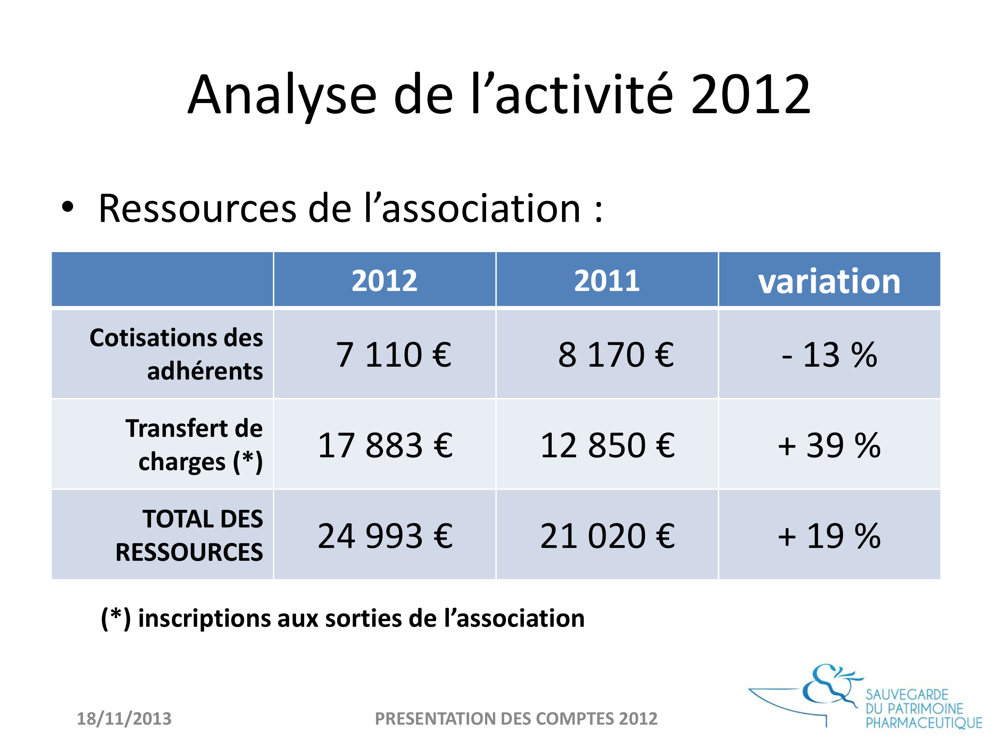 Analyse de l’activité 2012
• Ressources de l’association :
2012 2011 variation
Cotisations des
adhérents
7 110 € 8 170 € - 13 %
Transfert de
charges (*)
17 883 € 12 850 € + 39 %
TOTAL DES
RESSOURCES
24 993 € 21 020 € + 19 %
(*) inscriptions aux sorties de l’association
18/11/2013
PRESENTATION DES COMPTES 2012
SAUVEGARDE
DU PATRIMOINE
PHARMACEUTIQUE